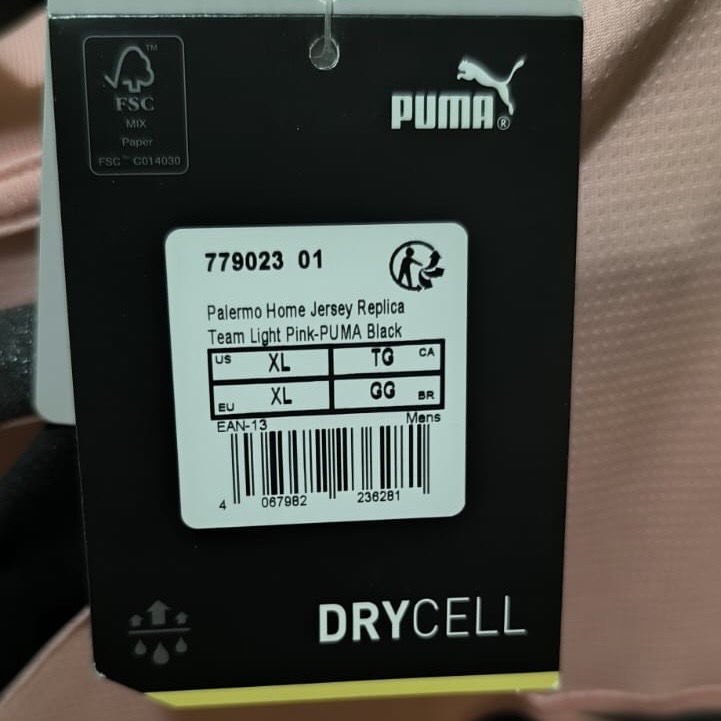 ™
FSC
MIX
Paper
FSC™ C014030
PUMA®
779023 01
Palermo Home Jersey Replica
Team Light Pink-PUMA Black
US XL TG CA
EU XL GG BR
EAN-13 Mens
4 067982 236281
DRYCELL